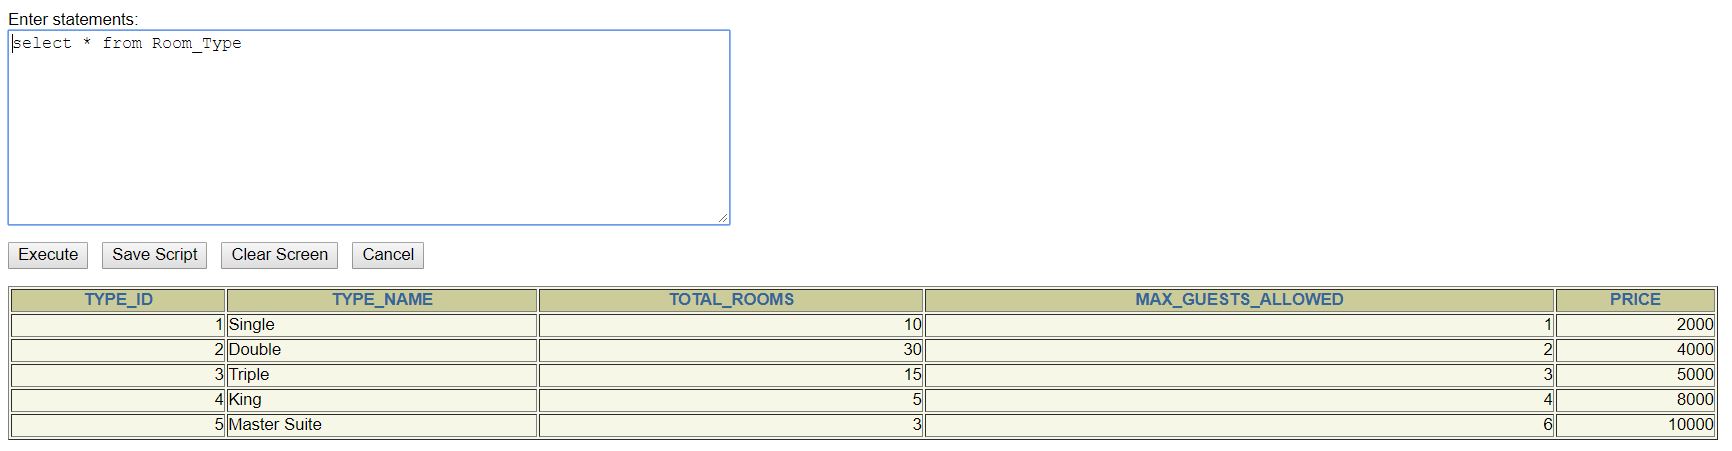 Enter statements:
select * from Room_Type
Execute Save Script Clear Screen Cancel
TYPE_ID TYPE_NAME TOTAL_ROOMS MAX_GUESTS_ALLOWED PRICE
1 Single 10 1 2000
2 Double 30 2 4000
3 Triple 15 3 5000
4 King 5 4 8000
5 Master Suite 3 6 10000